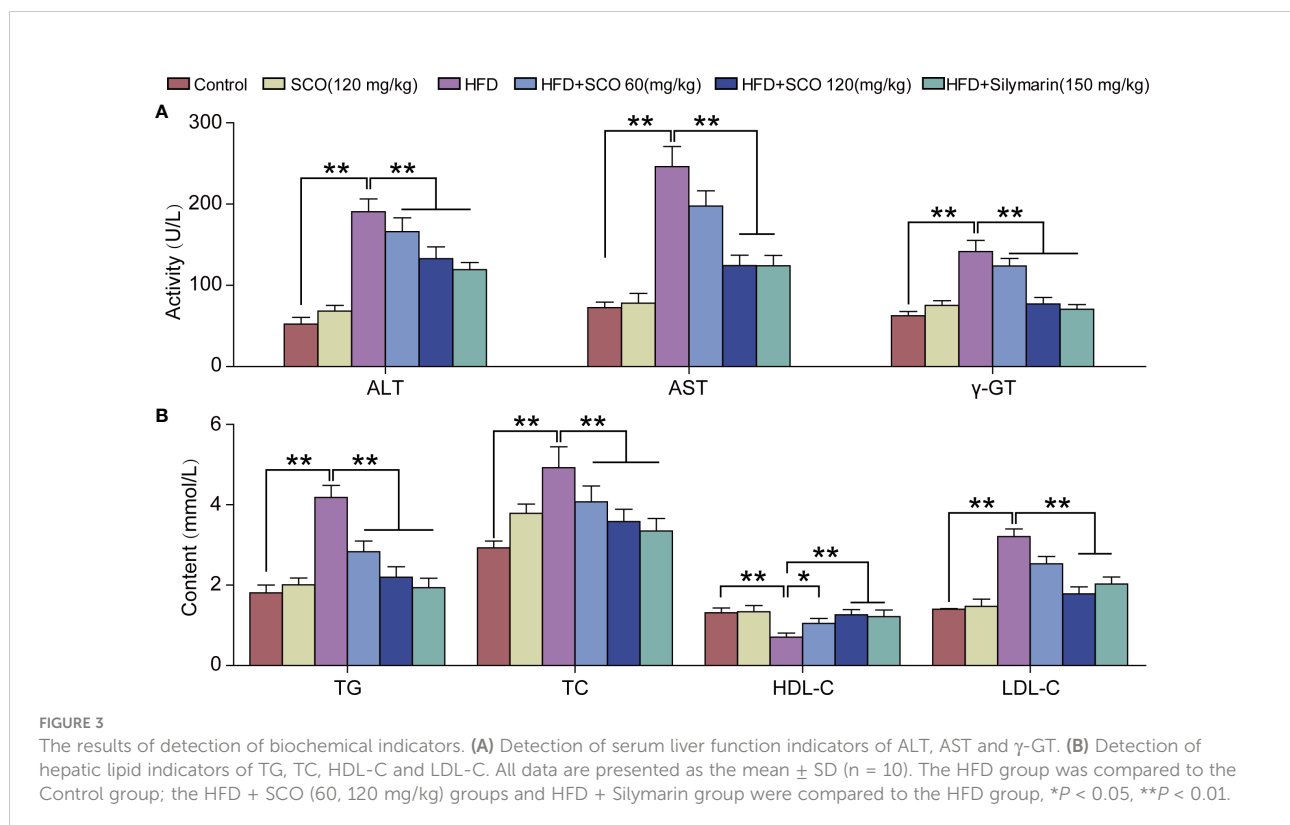 Control SCO(120 mg/kg) HFD HFD+SCO 60(mg/kg) HFD+SCO 120(mg/kg) HFD+Silymarin(150 mg/kg)
A
Activity (U/L)
300
200
100
0
** ** ** ** ** **
ALT AST γ-GT
B
Content (mmol/L)
6
4
2
0
** ** ** ** ** * ** ** **
TG TC HDL-C LDL-C
FIGURE 3
The results of detection of biochemical indicators. (A) Detection of serum liver function indicators of ALT, AST and γ-GT. (B) Detection of
hepatic lipid indicators of TG, TC, HDL-C and LDL-C. All data are presented as the mean ± SD (n = 10). The HFD group was compared to the
Control group; the HFD + SCO (60, 120 mg/kg) groups and HFD + Silymarin group were compared to the HFD group, *P < 0.05, **P < 0.01.